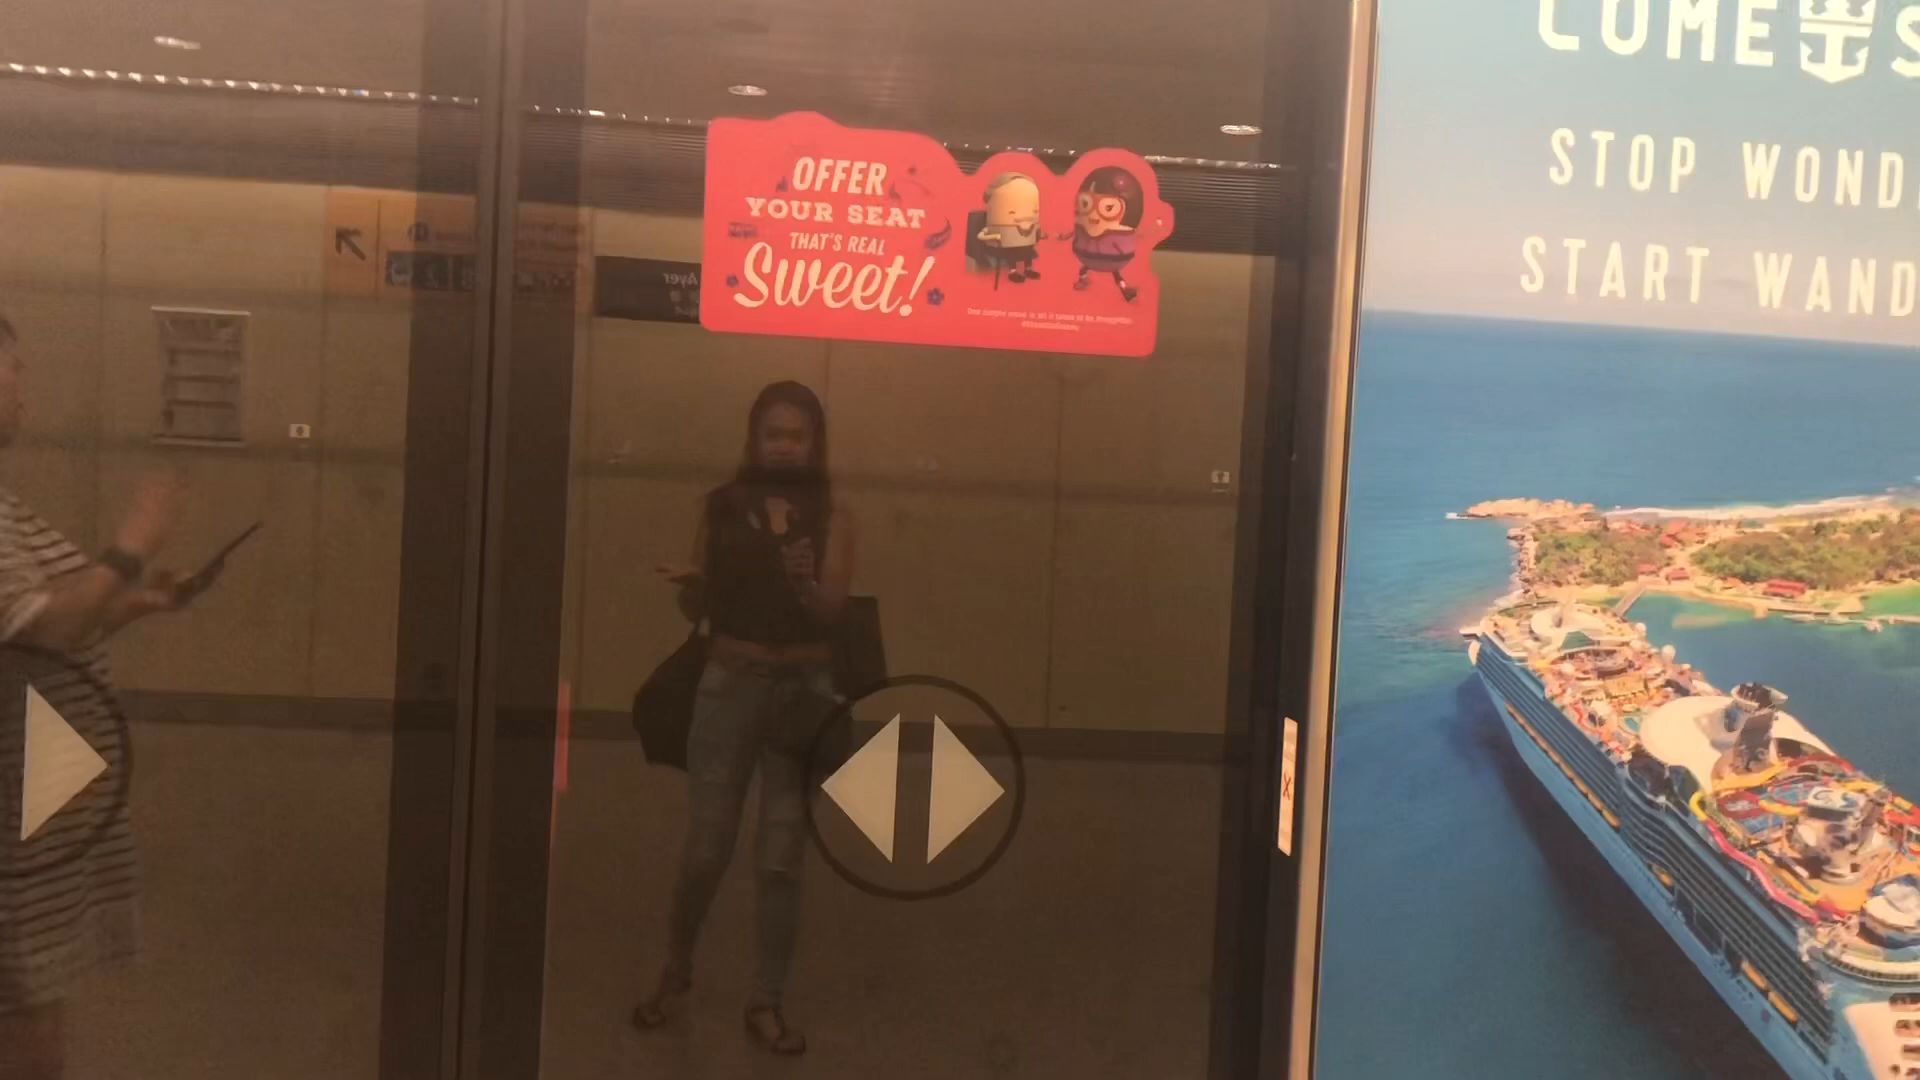 OFFER
YOUR SEAT
THAT'S REAL
Sweet!
COME
STOP WOND
START WAND